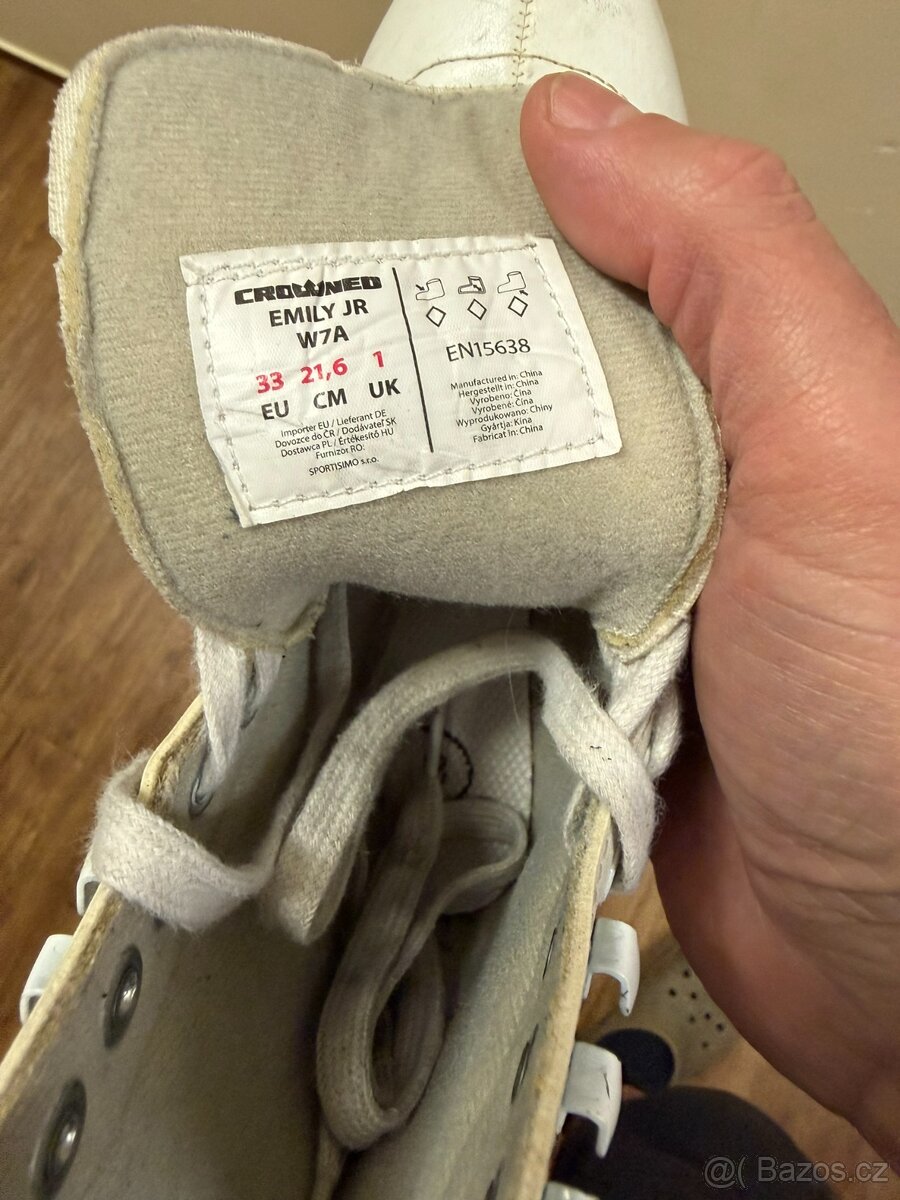 CROWNED
EMILY JR
W7A
33 21,6 1
EU CM UK
Importer EU / Lieferant DE
Dovozce do ČR / Dodávateľ SK
Dostawca PL / Értékesítő HU
Furnizor RO:
SPORTISIMO s.r.o.
EN15638
Manufactured in: China
Hergestellt in: China
Vyrobeno: Čína
Vyrobené: Čína
Wyprodukowano: Chiny
Gyártja: Kína
Fabricat in: China
@( Bazos.cz